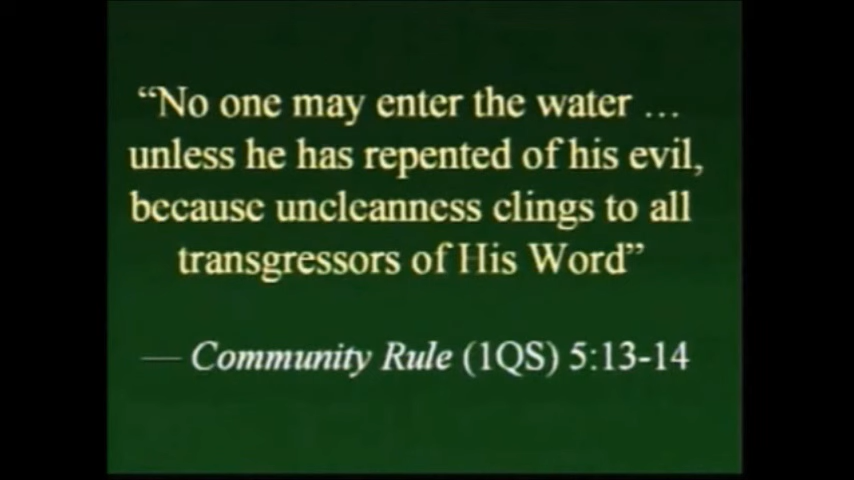 “No one may enter the water …
unless he has repented of his evil,
because uncleanness clings to all
transgressors of His Word”
— Community Rule (1QS) 5:13-14